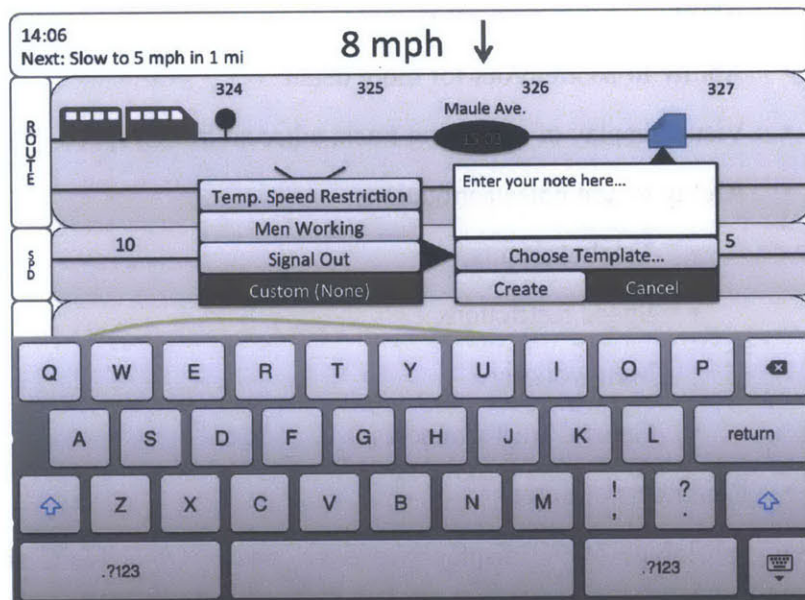 14:06
Next: Slow to 5 mph in 1 mi
8 mph
324 325 326 327
ROUTE
Maule Ave.
Temp. Speed Restriction
Men Working
Signal Out
Custom (None)
Enter your note here...
Choose Template...
Create Cancel
SPD
10 5
Q W E R T Y U I O P
A S D F G H J K L return
Z X C V B N M ! , ? .
.?123 .?123